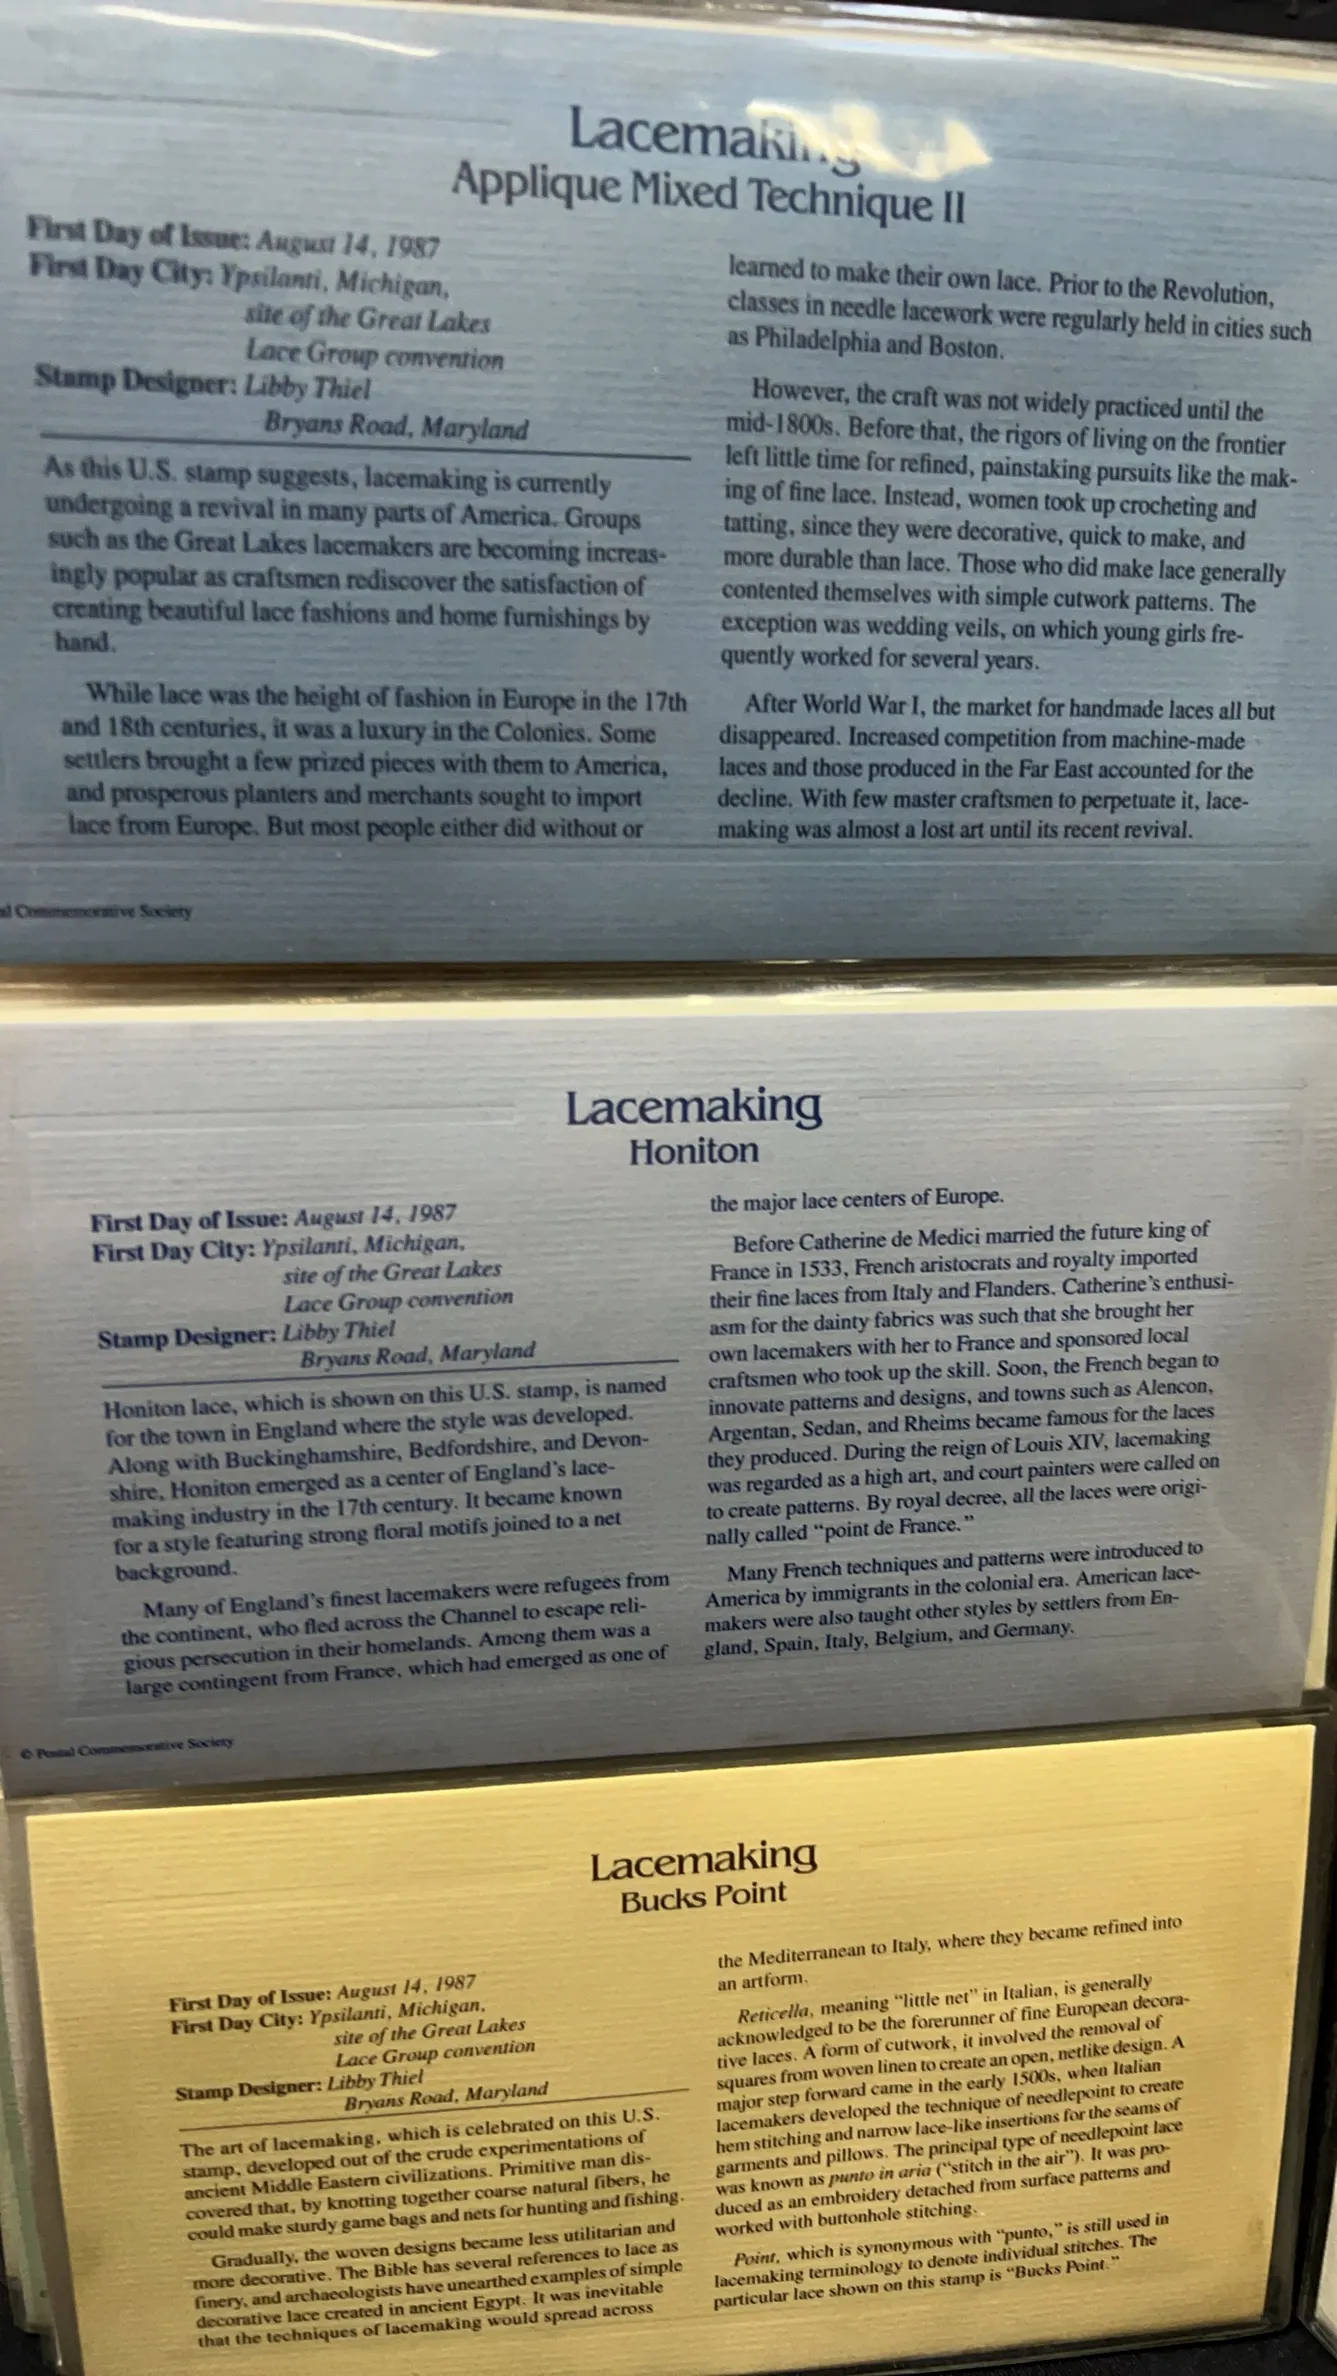 Lacemaking
Applique Mixed Technique II
First Day of Issue: August 14, 1987
First Day City: Ypsilanti, Michigan,
site of the Great Lakes
Lace Group convention
Stamp Designer: Libby Thiel
Bryans Road, Maryland
As this U.S. stamp suggests, lacemaking is currently
undergoing a revival in many parts of America. Groups
such as the Great Lakes lacemakers are becoming increas-
ingly popular as craftsmen rediscover the satisfaction of
creating beautiful lace fashions and home furnishings by
hand.
While lace was the height of fashion in Europe in the 17th
and 18th centuries, it was a luxury in the Colonies. Some
settlers brought a few prized pieces with them to America,
and prosperous planters and merchants sought to import
lace from Europe. But most people either did without or
learned to make their own lace. Prior to the Revolution,
classes in needle lacework were regularly held in cities such
as Philadelphia and Boston.
However, the craft was not widely practiced until the
mid-1800s. Before that, the rigors of living on the frontier
left little time for refined, painstaking pursuits like the mak-
ing of fine lace. Instead, women took up crocheting and
tatting, since they were decorative, quick to make, and
more durable than lace. Those who did make lace generally
contented themselves with simple cutwork patterns. The
exception was wedding veils, on which young girls fre-
quently worked for several years.
After World War I, the market for handmade laces all but
disappeared. Increased competition from machine-made
laces and those produced in the Far East accounted for the
decline. With few master craftsmen to perpetuate it, lace-
making was almost a lost art until its recent revival.
al Commemorative Society
Lacemaking
Honiton
First Day of Issue: August 14, 1987
First Day City: Ypsilanti, Michigan,
site of the Great Lakes
Lace Group convention
Stamp Designer: Libby Thiel
Bryans Road, Maryland
Honiton lace, which is shown on this U.S. stamp, is named
for the town in England where the style was developed.
Along with Buckinghamshire, Bedfordshire, and Devon-
shire, Honiton emerged as a center of England's lace-
making industry in the 17th century. It became known
for a style featuring strong floral motifs joined to a net
background.
Many of England's finest lacemakers were refugees from
the continent, who fled across the Channel to escape reli-
gious persecution in their homelands. Among them was a
large contingent from France, which had emerged as one of
the major lace centers of Europe.
Before Catherine de Medici married the future king of
France in 1533, French aristocrats and royalty imported
their fine laces from Italy and Flanders. Catherine's enthusi-
asm for the dainty fabrics was such that she brought her
own lacemakers with her to France and sponsored local
craftsmen who took up the skill. Soon, the French began to
innovate patterns and designs, and towns such as Alencon,
Argentan, Sedan, and Rheims became famous for the laces
they produced. During the reign of Louis XIV, lacemaking
was regarded as a high art, and court painters were called on
to create patterns. By royal decree, all the laces were origi-
nally called “point de France.”
Many French techniques and patterns were introduced to
America by immigrants in the colonial era. American lace-
makers were also taught other styles by settlers from En-
gland, Spain, Italy, Belgium, and Germany.
© Postal Commemorative Society
Lacemaking
Bucks Point
First Day of Issue: August 14, 1987
First Day City: Ypsilanti, Michigan,
site of the Great Lakes
Lace Group convention
Stamp Designer: Libby Thiel
Bryans Road, Maryland
The art of lacemaking, which is celebrated on this U.S.
stamp, developed out of the crude experimentations of
ancient Middle Eastern civilizations. Primitive man dis-
covered that, by knotting together coarse natural fibers, he
could make sturdy game bags and nets for hunting and fishing.
Gradually, the woven designs became less utilitarian and
more decorative. The Bible has several references to lace as
finery, and archaeologists have unearthed examples of simple
decorative lace created in ancient Egypt. It was inevitable
that the techniques of lacemaking would spread across
the Mediterranean to Italy, where they became refined into
an artform.
Reticella, meaning “little net” in Italian, is generally
acknowledged to be the forerunner of fine European decora-
tive laces. A form of cutwork, it involved the removal of
squares from woven linen to create an open, netlike design. A
major step forward came in the early 1500s, when Italian
lacemakers developed the technique of needlepoint to create
hem stitching and narrow lace-like insertions for the seams of
garments and pillows. The principal type of needlepoint lace
was known as punto in aria (“stitch in the air”). It was pro-
duced as an embroidery detached from surface patterns and
worked with buttonhole stitching.
Point, which is synonymous with “punto,” is still used in
lacemaking terminology to denote individual stitches. The
particular lace shown on this stamp is “Bucks Point.”